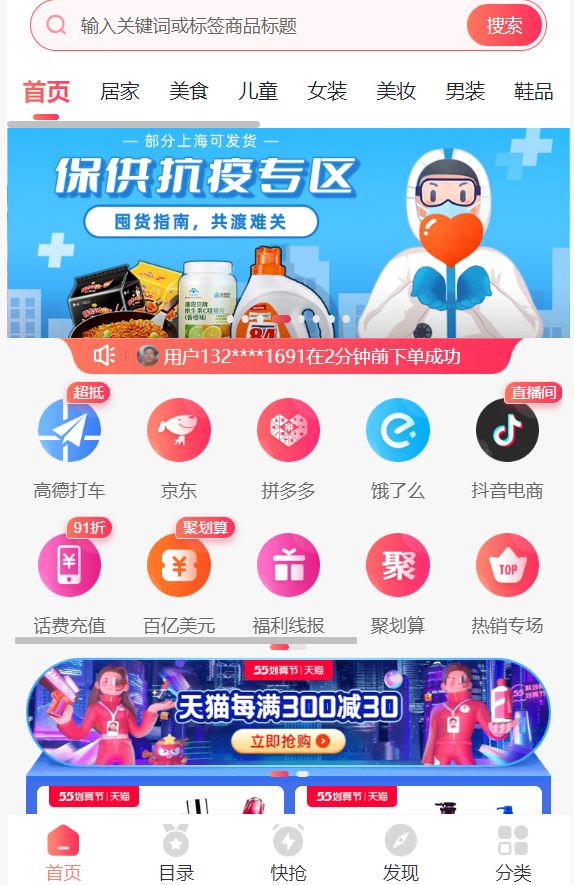 输入关键词或标签商品标题
搜索
首页 居家 美食 儿童 女装 美妆 男装 鞋品
— 部分上海可发货 —
保供抗疫专区
囤货指南，共渡难关
84
用户132****1691在2分钟前下单成功
超抵 直播间
拼
高德打车 京东 拼多多 饿了么 抖音电商
91折 聚划算
聚 TOP
话费充值 百亿美元 福利线报 聚划算 热销专场
55划算节 | 天猫
天猫每满300减30
立即抢购
55划算节 | 天猫 55划算节 | 天猫
首页 目录 快抢 发现 分类